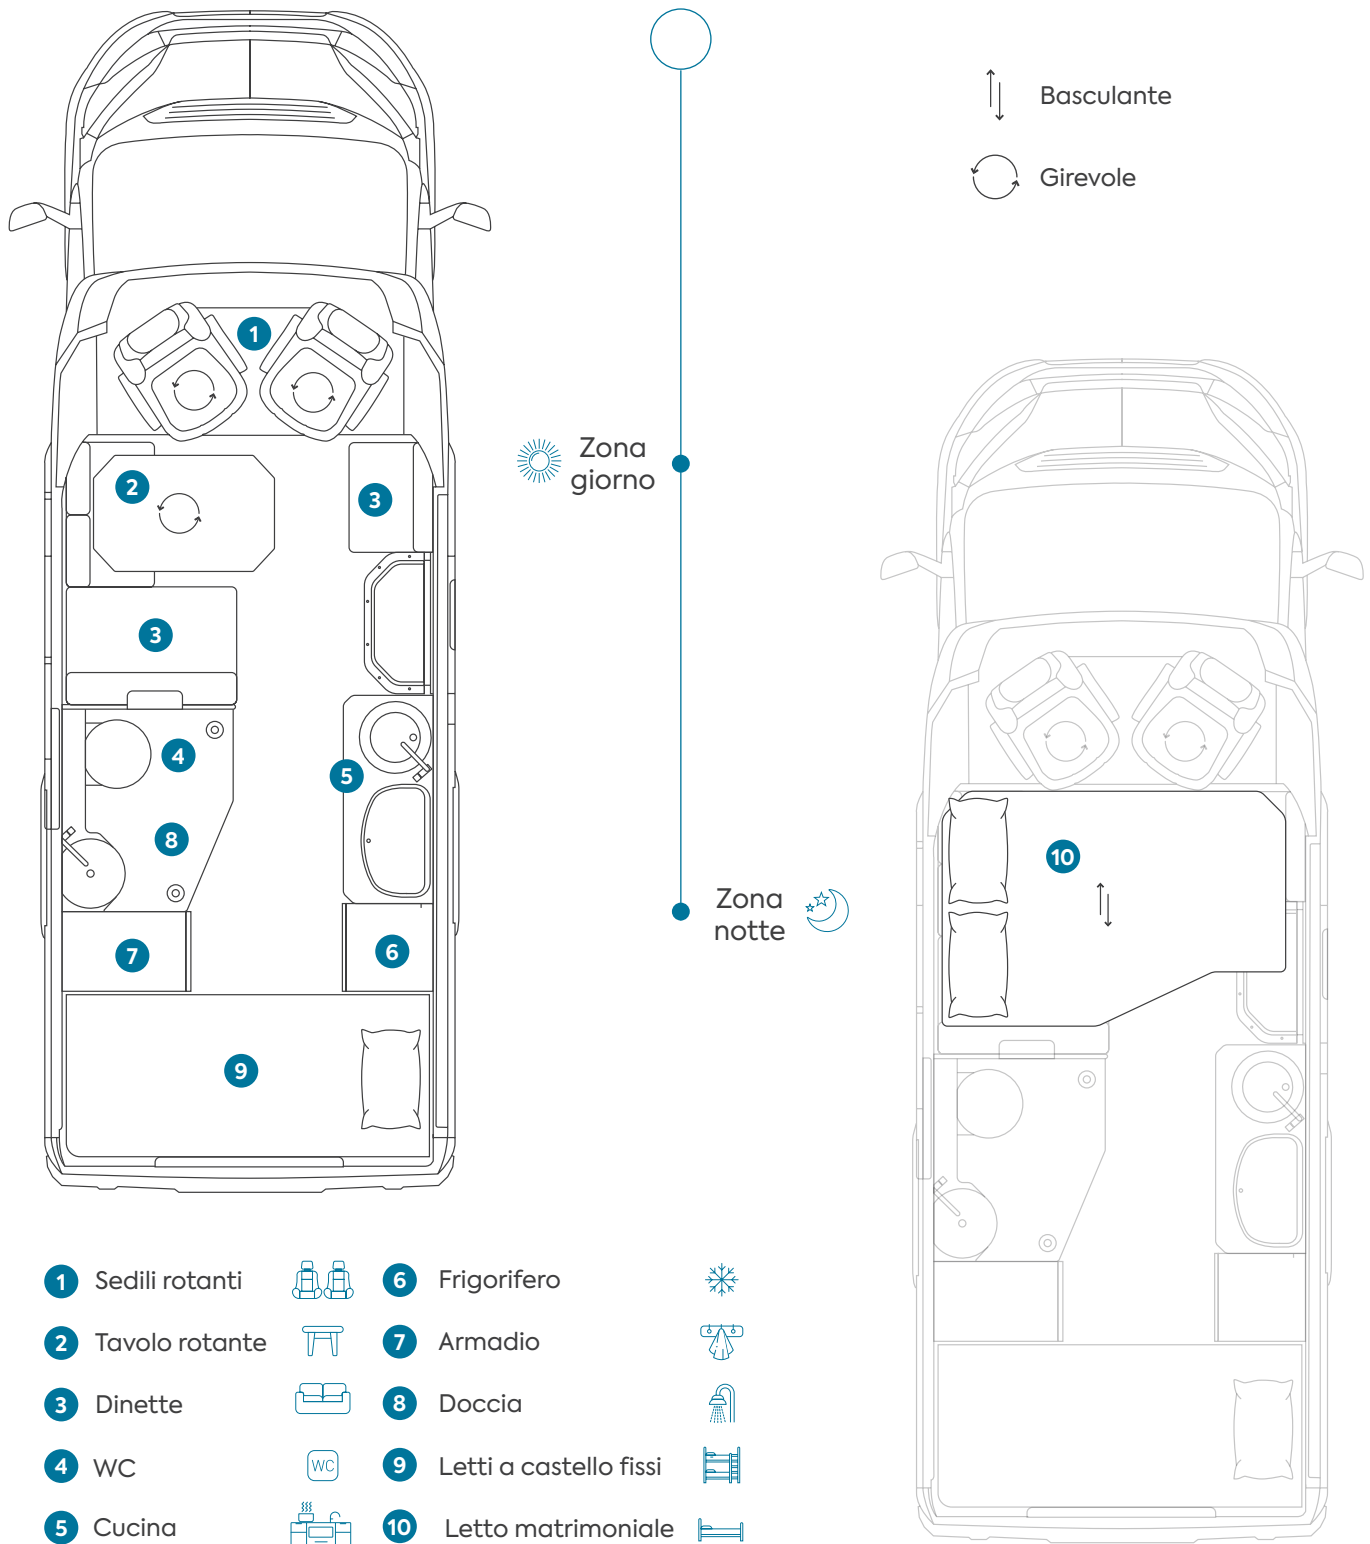 Basculante
Girevole
1
2
3
3
4
5
8
7
6
9
Zona
giorno
Zona
notte
10
1 Sedili rotanti
2 Tavolo rotante
3 Dinette
4 WC WC
5 Cucina
6 Frigorifero
7 Armadio
8 Doccia
9 Letti a castello fissi
10 Letto matrimoniale